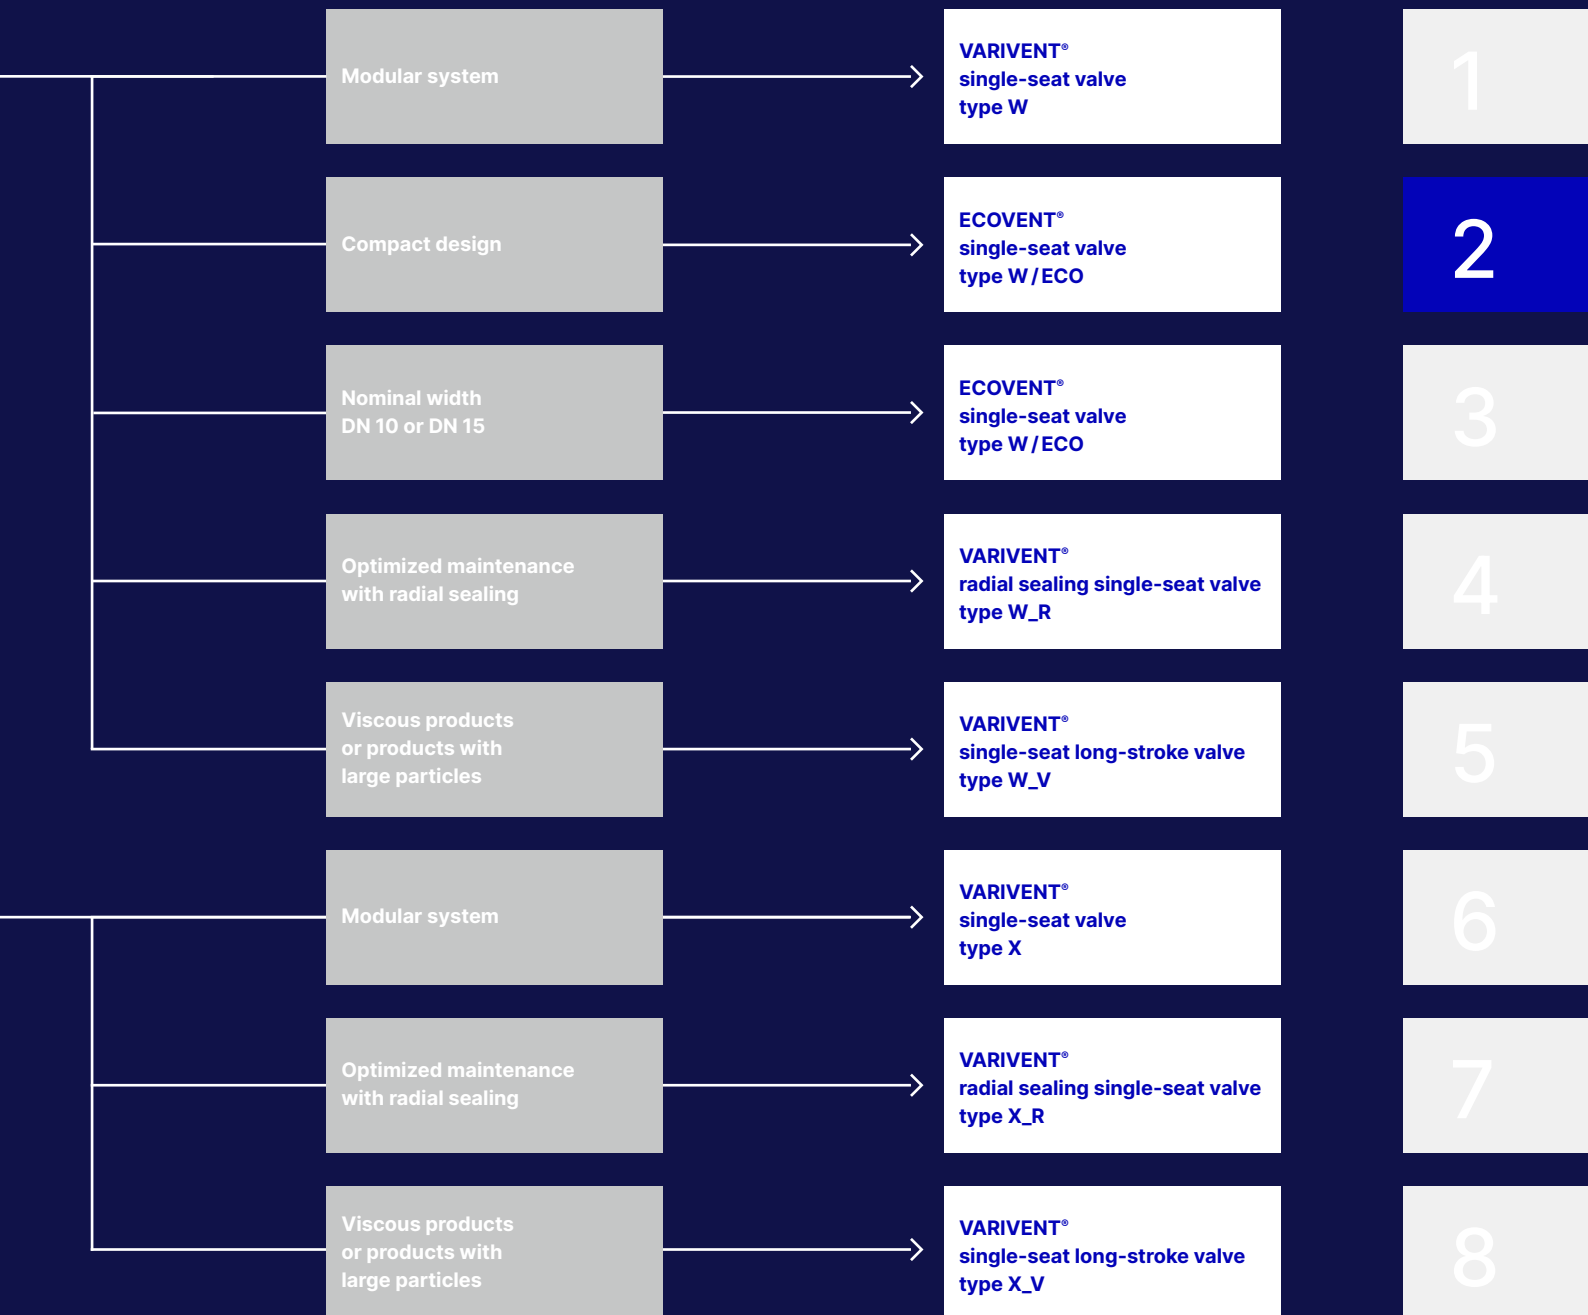 Modular system
VARIVENT®
single-seat valve
type W
1
Compact design
ECOVENT®
single-seat valve
type W/ECO
2
Nominal width
DN 10 or DN 15
ECOVENT®
single-seat valve
type W/ECO
3
Optimized maintenance
with radial sealing
VARIVENT®
radial sealing single-seat valve
type W_R
4
Viscous products
or products with
large particles
VARIVENT®
single-seat long-stroke valve
type W_V
5
Modular system
VARIVENT®
single-seat valve
type X
6
Optimized maintenance
with radial sealing
VARIVENT®
radial sealing single-seat valve
type X_R
7
Viscous products
or products with
large particles
VARIVENT®
single-seat long-stroke valve
type X_V
8